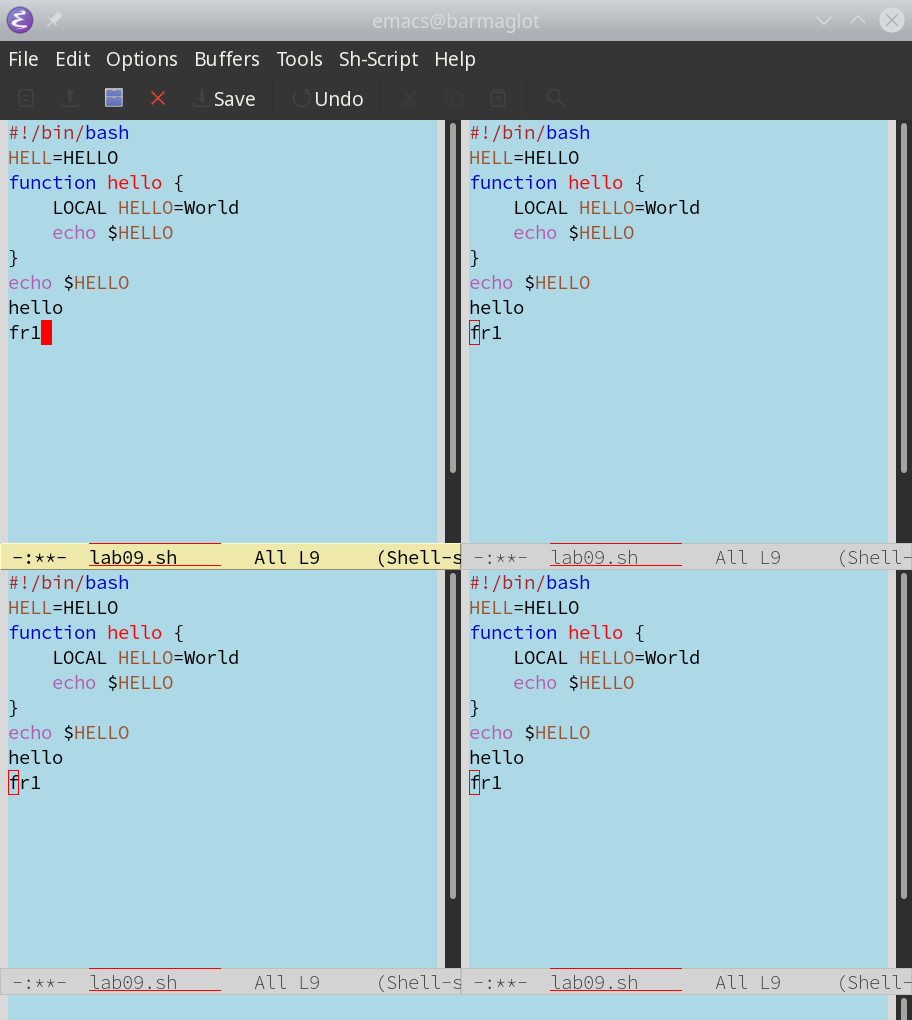 emacs@barmaglot
File Edit Options Buffers Tools Sh-Script Help
Save Undo
#!/bin/bash
HELL=HELLO
function hello {
    LOCAL HELLO=World
    echo $HELLO
}
echo $HELLO
hello
fr1
-:**- lab09.sh All L9 (Shell-s
#!/bin/bash
HELL=HELLO
function hello {
    LOCAL HELLO=World
    echo $HELLO
}
echo $HELLO
hello
fr1
-:**- lab09.sh All L9 (Shell-
#!/bin/bash
HELL=HELLO
function hello {
    LOCAL HELLO=World
    echo $HELLO
}
echo $HELLO
hello
fr1
-:**- lab09.sh All L9 (Shell-s
#!/bin/bash
HELL=HELLO
function hello {
    LOCAL HELLO=World
    echo $HELLO
}
echo $HELLO
hello
fr1
-:**- lab09.sh All L9 (Shell-